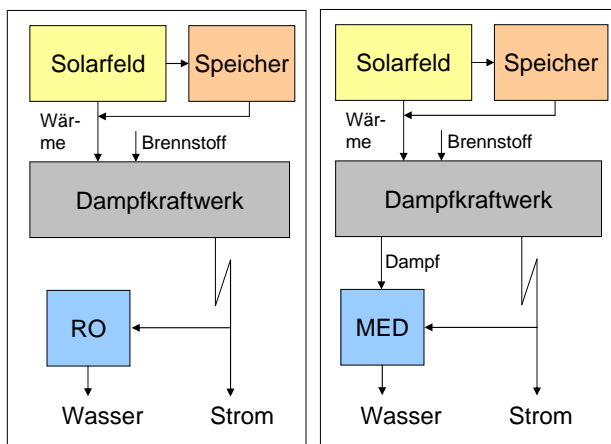 Solarfeld
Speicher
Wär-
me
Brennstoff
Dampfkraftwerk
RO
Wasser
Strom
Solarfeld
Speicher
Wär-
me
Brennstoff
Dampfkraftwerk
Dampf
MED
Wasser
Strom